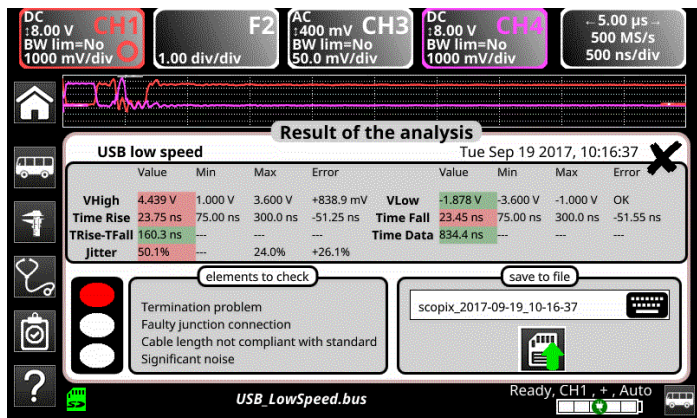 DC
↕8.00 V CH1
BW lim=No
1000 mV/div
F2
1.00 div/div
AC
↕400 mV CH3
BW lim=No
50.0 mV/div
DC
↕8.00 V CH4
BW lim=No
1000 mV/div
←5.00 µs→
500 MS/s
500 ns/div
Result of the analysis
USB low speed Tue Sep 19 2017, 10:16:37
Value Min Max Error Value Min Max Error
VHigh 4.439 V 1.000 V 3.600 V +838.9 mV VLow -1.878 V -3.600 V -1.000 V OK
Time Rise 23.75 ns 75.00 ns 300.0 ns -51.25 ns Time Fall 23.45 ns 75.00 ns 300.0 ns -51.55 ns
TRise-TFall 160.3 ns --- --- --- Time Data 834.4 ns --- --- ---
Jitter 50.1% --- 24.0% +26.1%
elements to check
Termination problem
Faulty junction connection
Cable length not compliant with standard
Significant noise
save to file
scopix_2017-09-19_10-16-37
?
SD
USB_LowSpeed.bus
Ready, CH1 , + , Auto